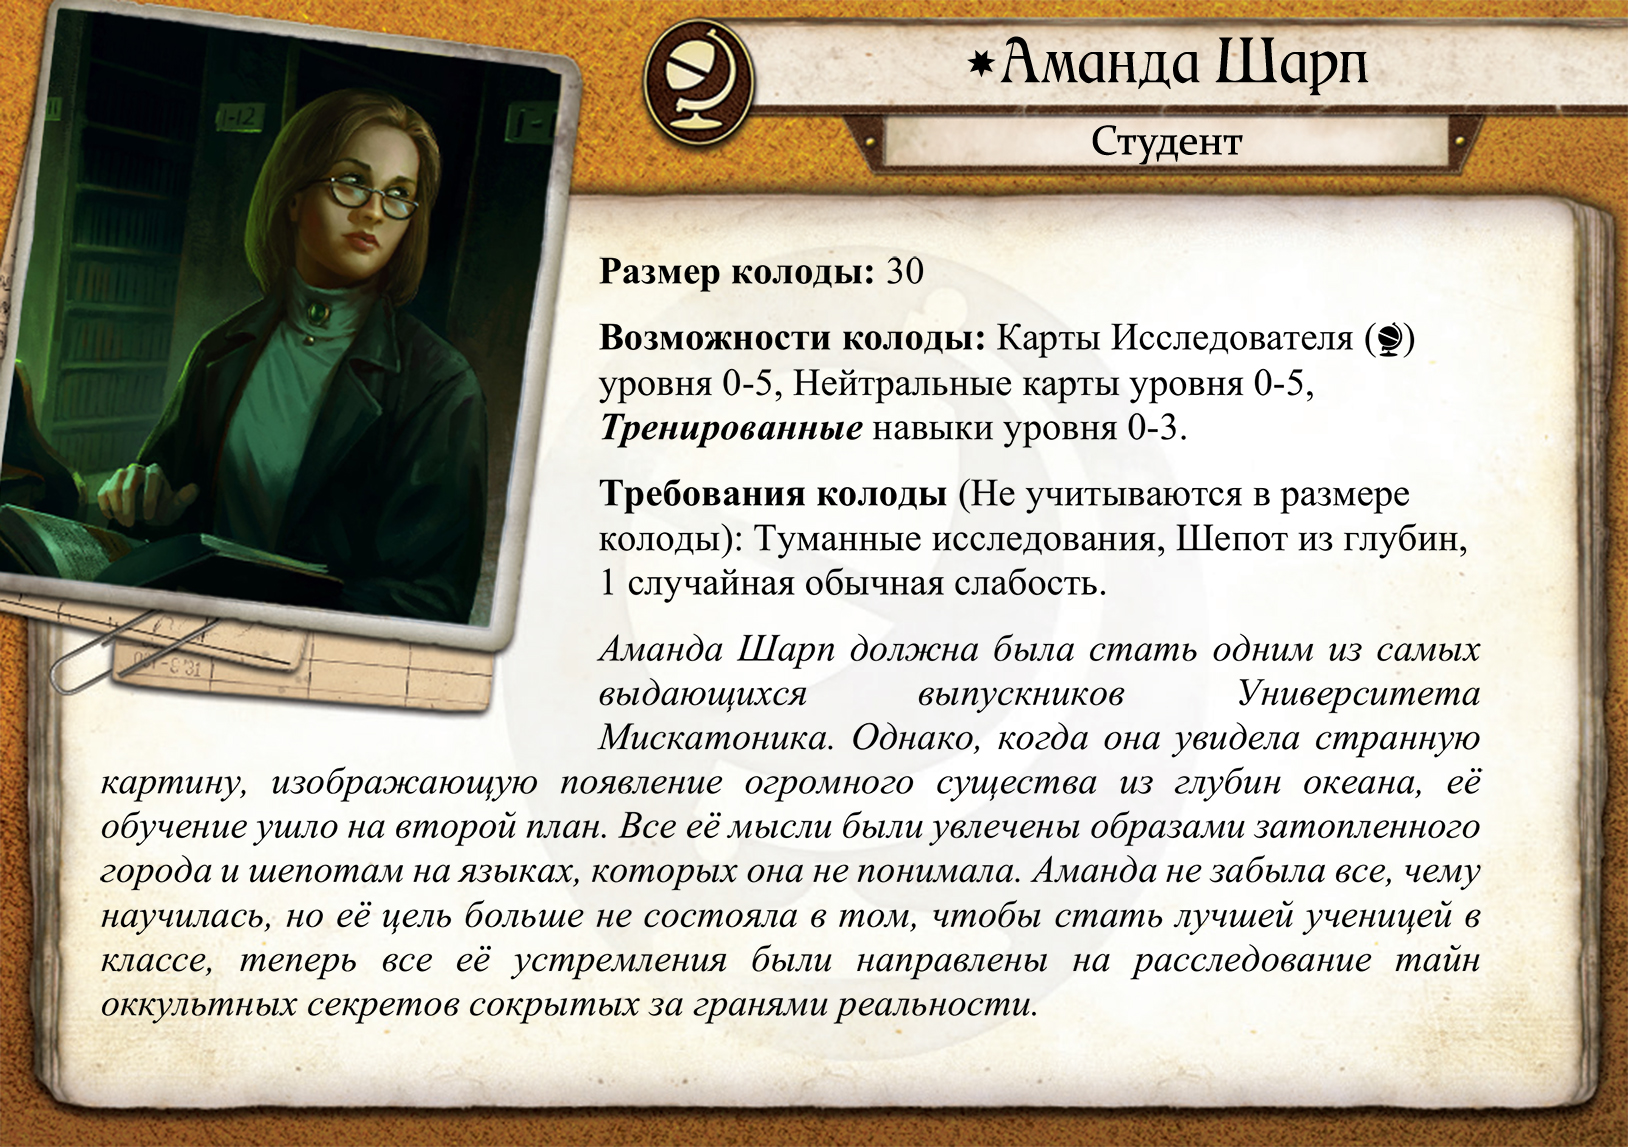 Аманда Шарп
Студент
1-12
Размер колоды: 30
Возможности колоды: Карты Исследователя ( )
уровня 0-5, Нейтральные карты уровня 0-5,
Тренированные навыки уровня 0-3.
Требования колоды (Не учитываются в размере
колоды): Туманные исследования, Шепот из глубин,
1 случайная обычная слабость.
Аманда Шарп должна была стать одним из самых
выдающихся выпускников Университета
Мискатоника. Однако, когда она увидела странную
картину, изображающую появление огромного существа из глубин океана, её
обучение ушло на второй план. Все её мысли были увлечены образами затопленного
города и шепотам на языках, которых она не понимала. Аманда не забыла все, чему
научилась, но её цель больше не состояла в том, чтобы стать лучшей ученицей в
классе, теперь все её устремления были направлены на расследование тайн
оккультных секретов сокрытых за гранями реальности.